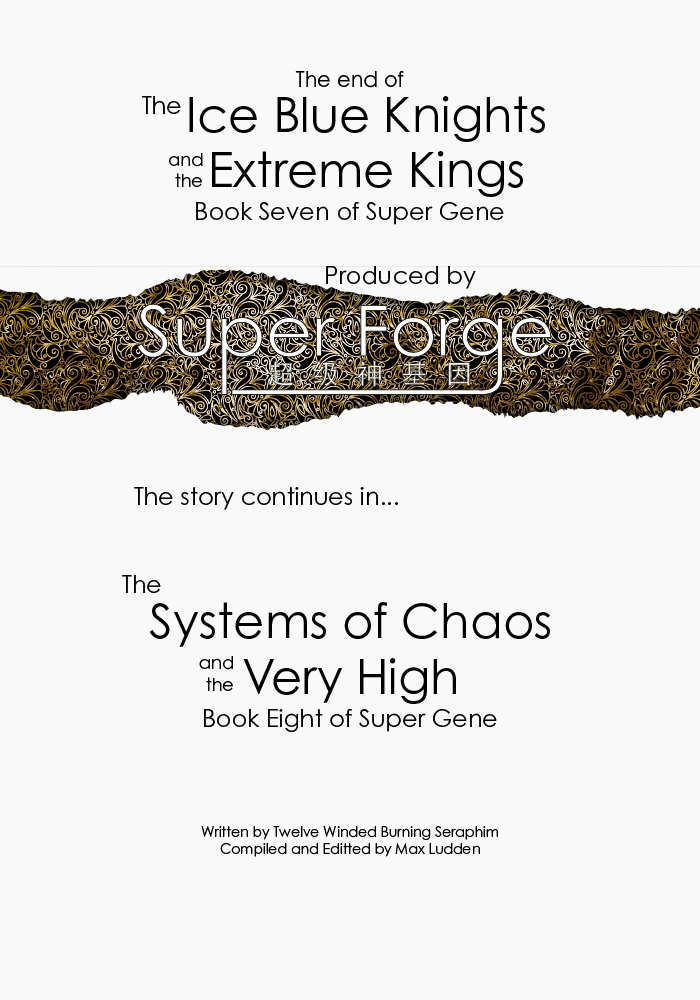 The end of
The Ice Blue Knights
and the Extreme Kings
Book Seven of Super Gene
Produced by
Super Forge
超级神基因
The story continues in...
The
Systems of Chaos
and the Very High
Book Eight of Super Gene
Written by Twelve Winded Burning Seraphim
Compiled and Editted by Max Ludden